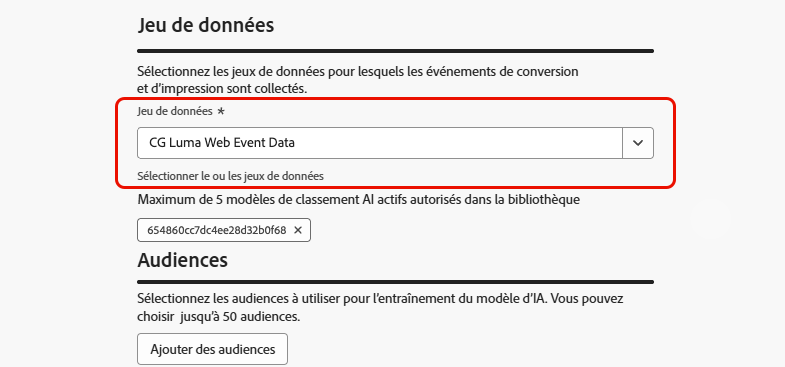 Jeu de données
Sélectionnez les jeux de données pour lesquels les événements de conversion
et d'impression sont collectés.
Jeu de données *
CG Luma Web Event Data
Sélectionner le ou les jeux de données
Maximum de 5 modèles de classement AI actifs autorisés dans la bibliothèque
654860cc7dc4ee28d32b0f68 ×
Audiences
Sélectionnez les audiences à utiliser pour l'entraînement du modèle d'IA. Vous pouvez
choisir jusqu'à 50 audiences.
Ajouter des audiences